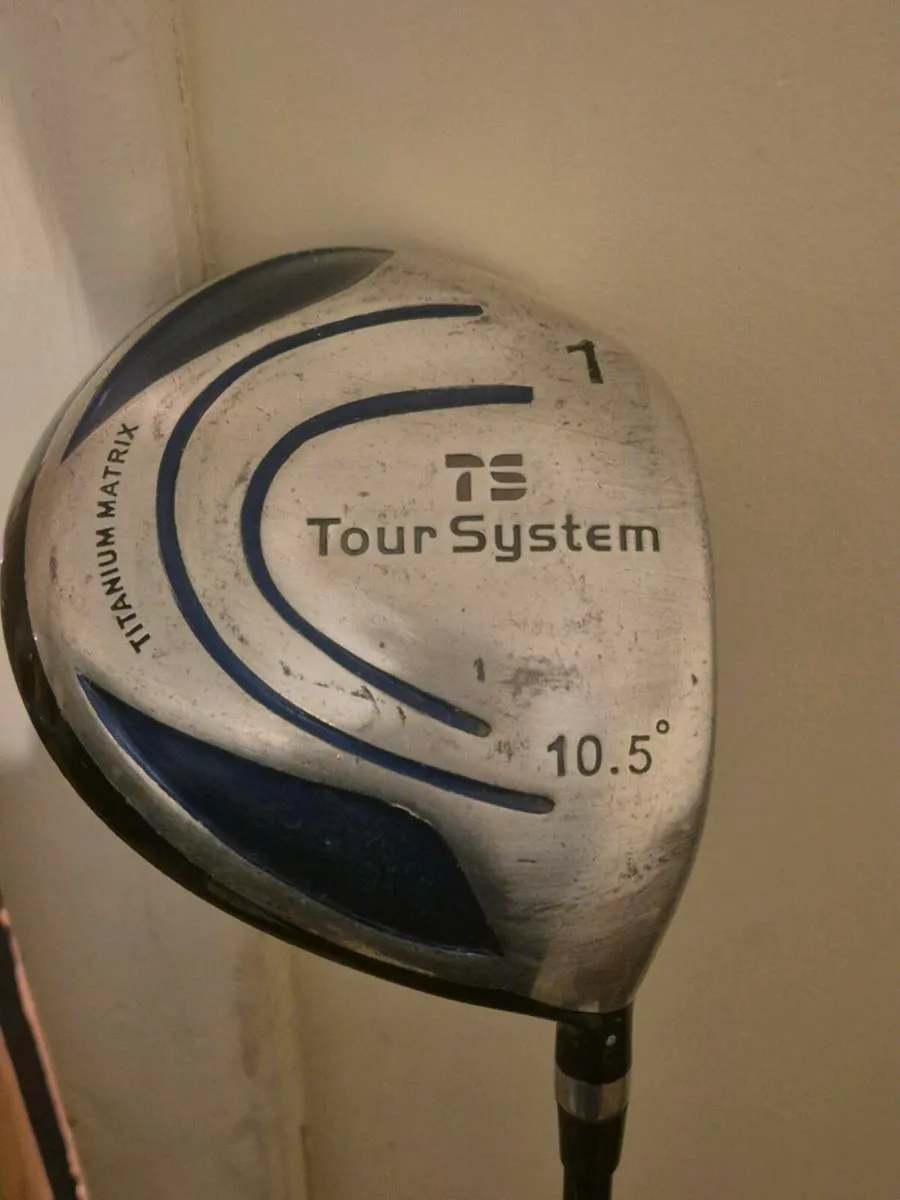 1
TS
Tour System
TITANIUM MATRIX
10.5°